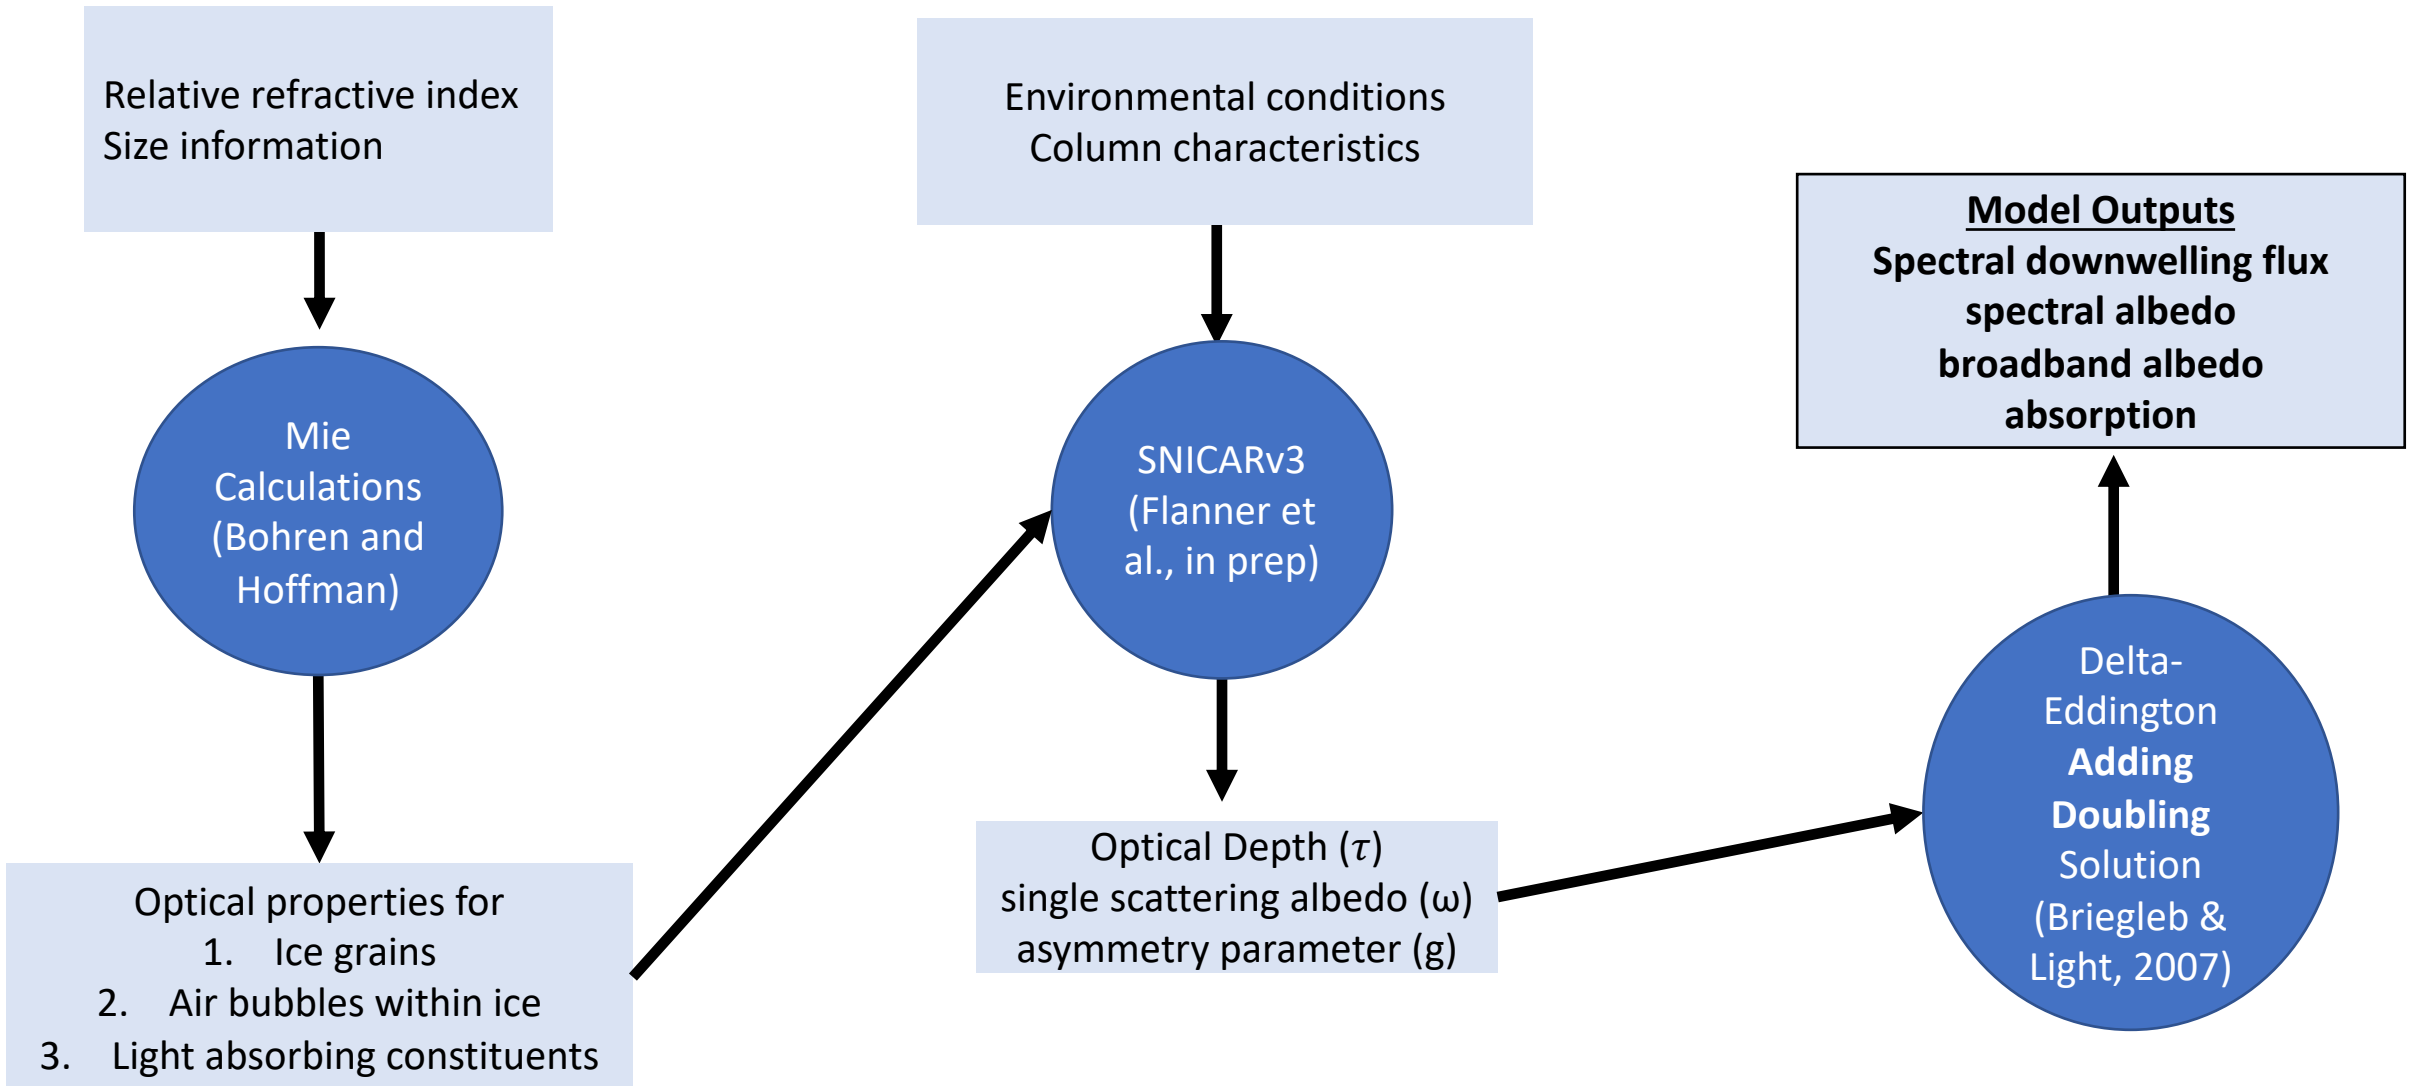 Relative refractive index
Size information
Mie
Calculations
(Bohren and
Hoffman)
Optical properties for
1. Ice grains
2. Air bubbles within ice
3. Light absorbing constituents
Environmental conditions
Column characteristics
SNICARv3
(Flanner et
al., in prep)
Optical Depth (τ)
single scattering albedo (ω)
asymmetry parameter (g)
Model Outputs
Spectral downwelling flux
spectral albedo
broadband albedo
absorption
Delta-
Eddington
Adding
Doubling
Solution
(Briegleb &
Light, 2007)